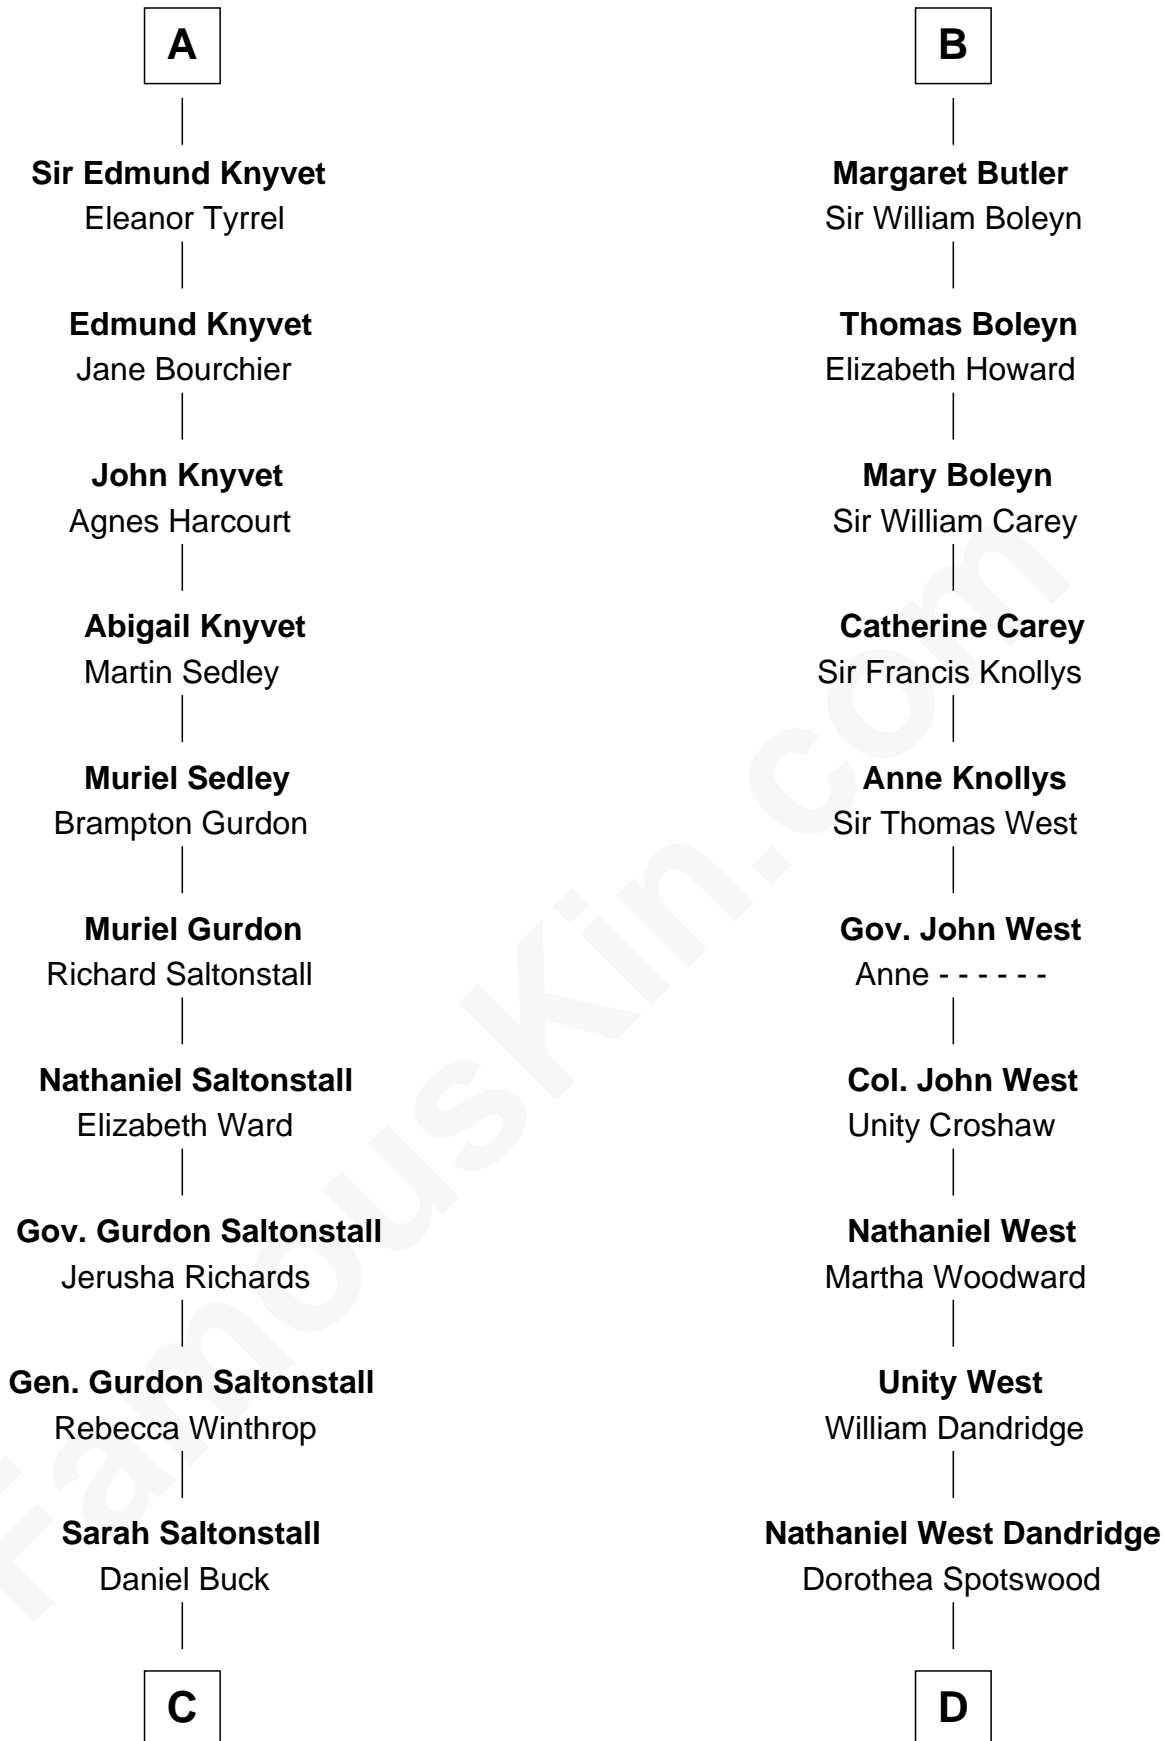 A
Sir Edmund Knyvet
Eleanor Tyrrel
Edmund Knyvet
Jane Bourchier
John Knyvet
Agnes Harcourt
Abigail Knyvet
Martin Sedley
Muriel Sedley
Brampton Gurdon
Muriel Gurdon
Richard Saltonstall
Nathaniel Saltonstall
Elizabeth Ward
Gov. Gurdon Saltonstall
Jerusha Richards
Gen. Gurdon Saltonstall
Rebecca Winthrop
Sarah Saltonstall
Daniel Buck
C
B
Margaret Butler
Sir William Boleyn
Thomas Boleyn
Elizabeth Howard
Mary Boleyn
Sir William Carey
Catherine Carey
Sir Francis Knollys
Anne Knollys
Sir Thomas West
Gov. John West
Anne - - - - - -
Col. John West
Unity Croshaw
Nathaniel West
Martha Woodward
Unity West
William Dandridge
Nathaniel West Dandridge
Dorothea Spotswood
D
FamousKin.com